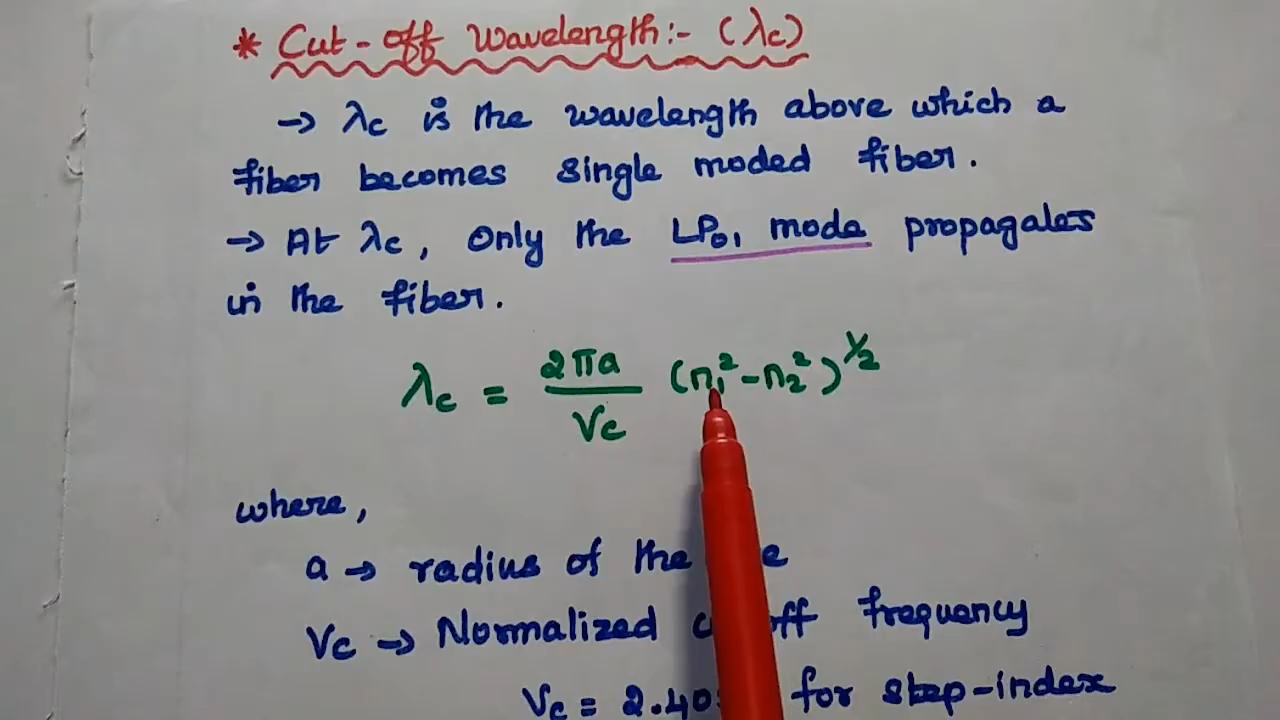 * Cut-off Wavelength:- (λc)
→ λc is the wavelength above which a
fiber becomes single moded fiber.
→ At λc, Only the LP₀₁ mode propagates
in the fiber.
λc = 2πa/Vc (n₁² - n₂²)^1/2
where,
a → radius of the
Vc → Normalized frequency
Vc = 2.40 for step-index